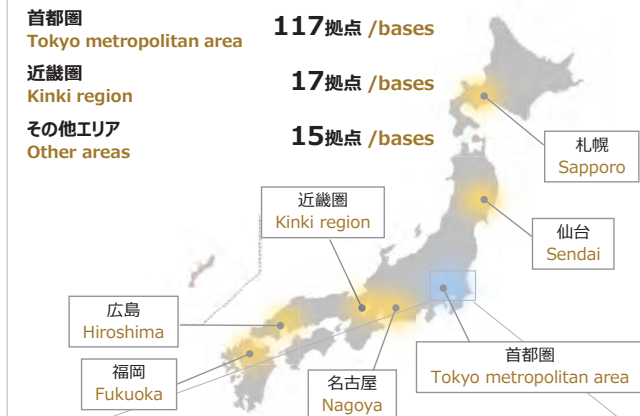 首都圏 117拠点 /bases
Tokyo metropolitan area
近畿圏 17拠点 /bases
Kinki region
その他エリア 15拠点 /bases
Other areas
札幌
Sapporo
近畿圏
Kinki region
仙台
Sendai
広島
Hiroshima
首都圏
Tokyo metropolitan area
福岡
Fukuoka
名古屋
Nagoya